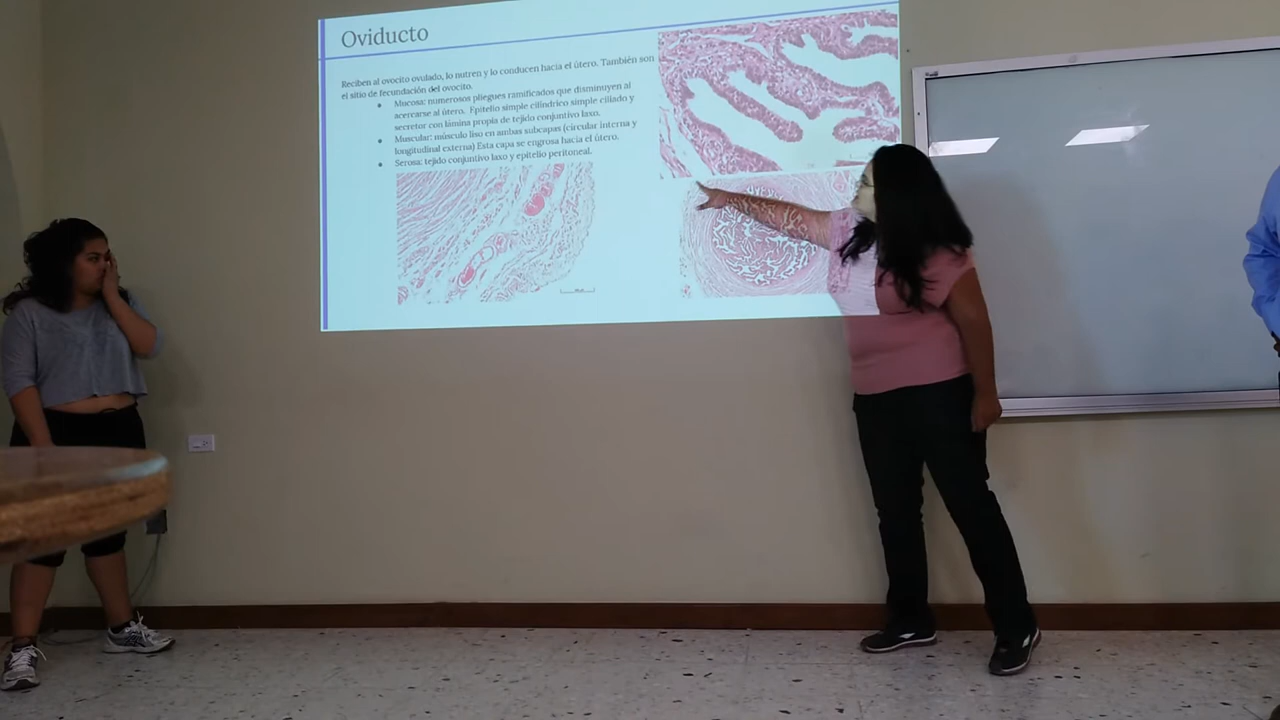 Oviducto
Reciben al ovocito ovulado, lo nutren y lo conducen hacia el útero. También son
el sitio de fecundación del ovocito.
● Mucosa: numerosos pliegues ramificados que disminuyen al
acercarse al útero. Epitelio simple cilíndrico simple ciliado y
secretor con lámina propia de tejido conjuntivo laxo.
● Muscular: músculo liso en ambas subcapas (circular interna y
longitudinal externa) Esta capa se engrosa hacia el útero.
● Serosa: tejido conjuntivo laxo y epitelio peritoneal.